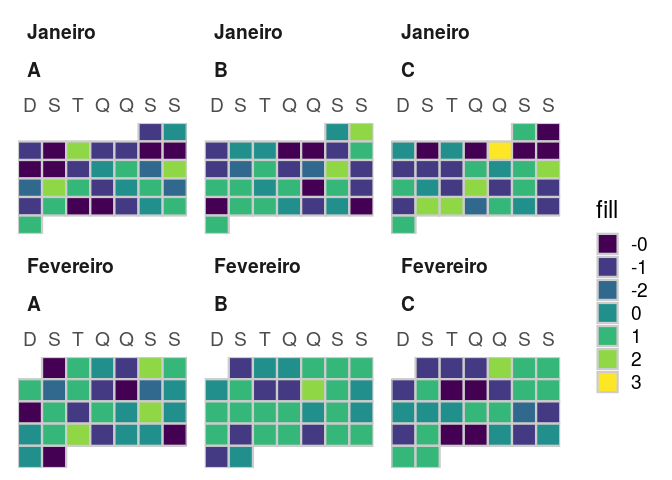 Janeiro Janeiro Janeiro
A B C
D S T Q Q S S D S T Q Q S S D S T Q Q S S
fill
-0
-1
-2
0
1
2
3
Fevereiro Fevereiro Fevereiro
A B C
D S T Q Q S S D S T Q Q S S D S T Q Q S S